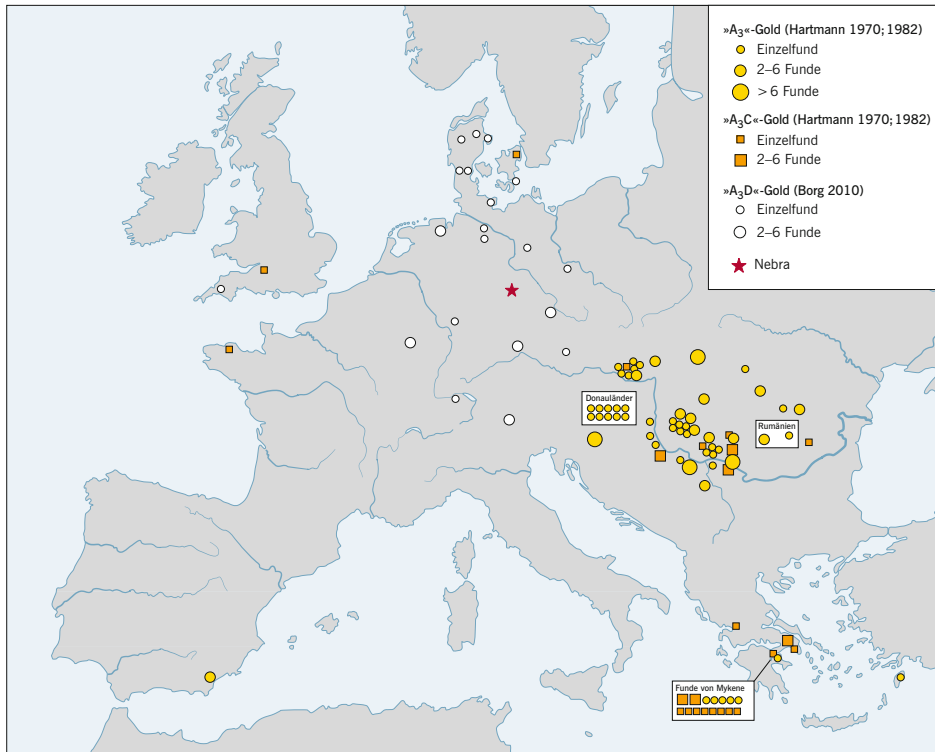 »A₃«-Gold (Hartmann 1970; 1982)
Einzelfund
2–6 Funde
> 6 Funde
»A₃C«-Gold (Hartmann 1970; 1982)
Einzelfund
2–6 Funde
»A₃D«-Gold (Borg 2010)
Einzelfund
2–6 Funde
Nebra
Donauländer
Rumänien
Funde von Mykene